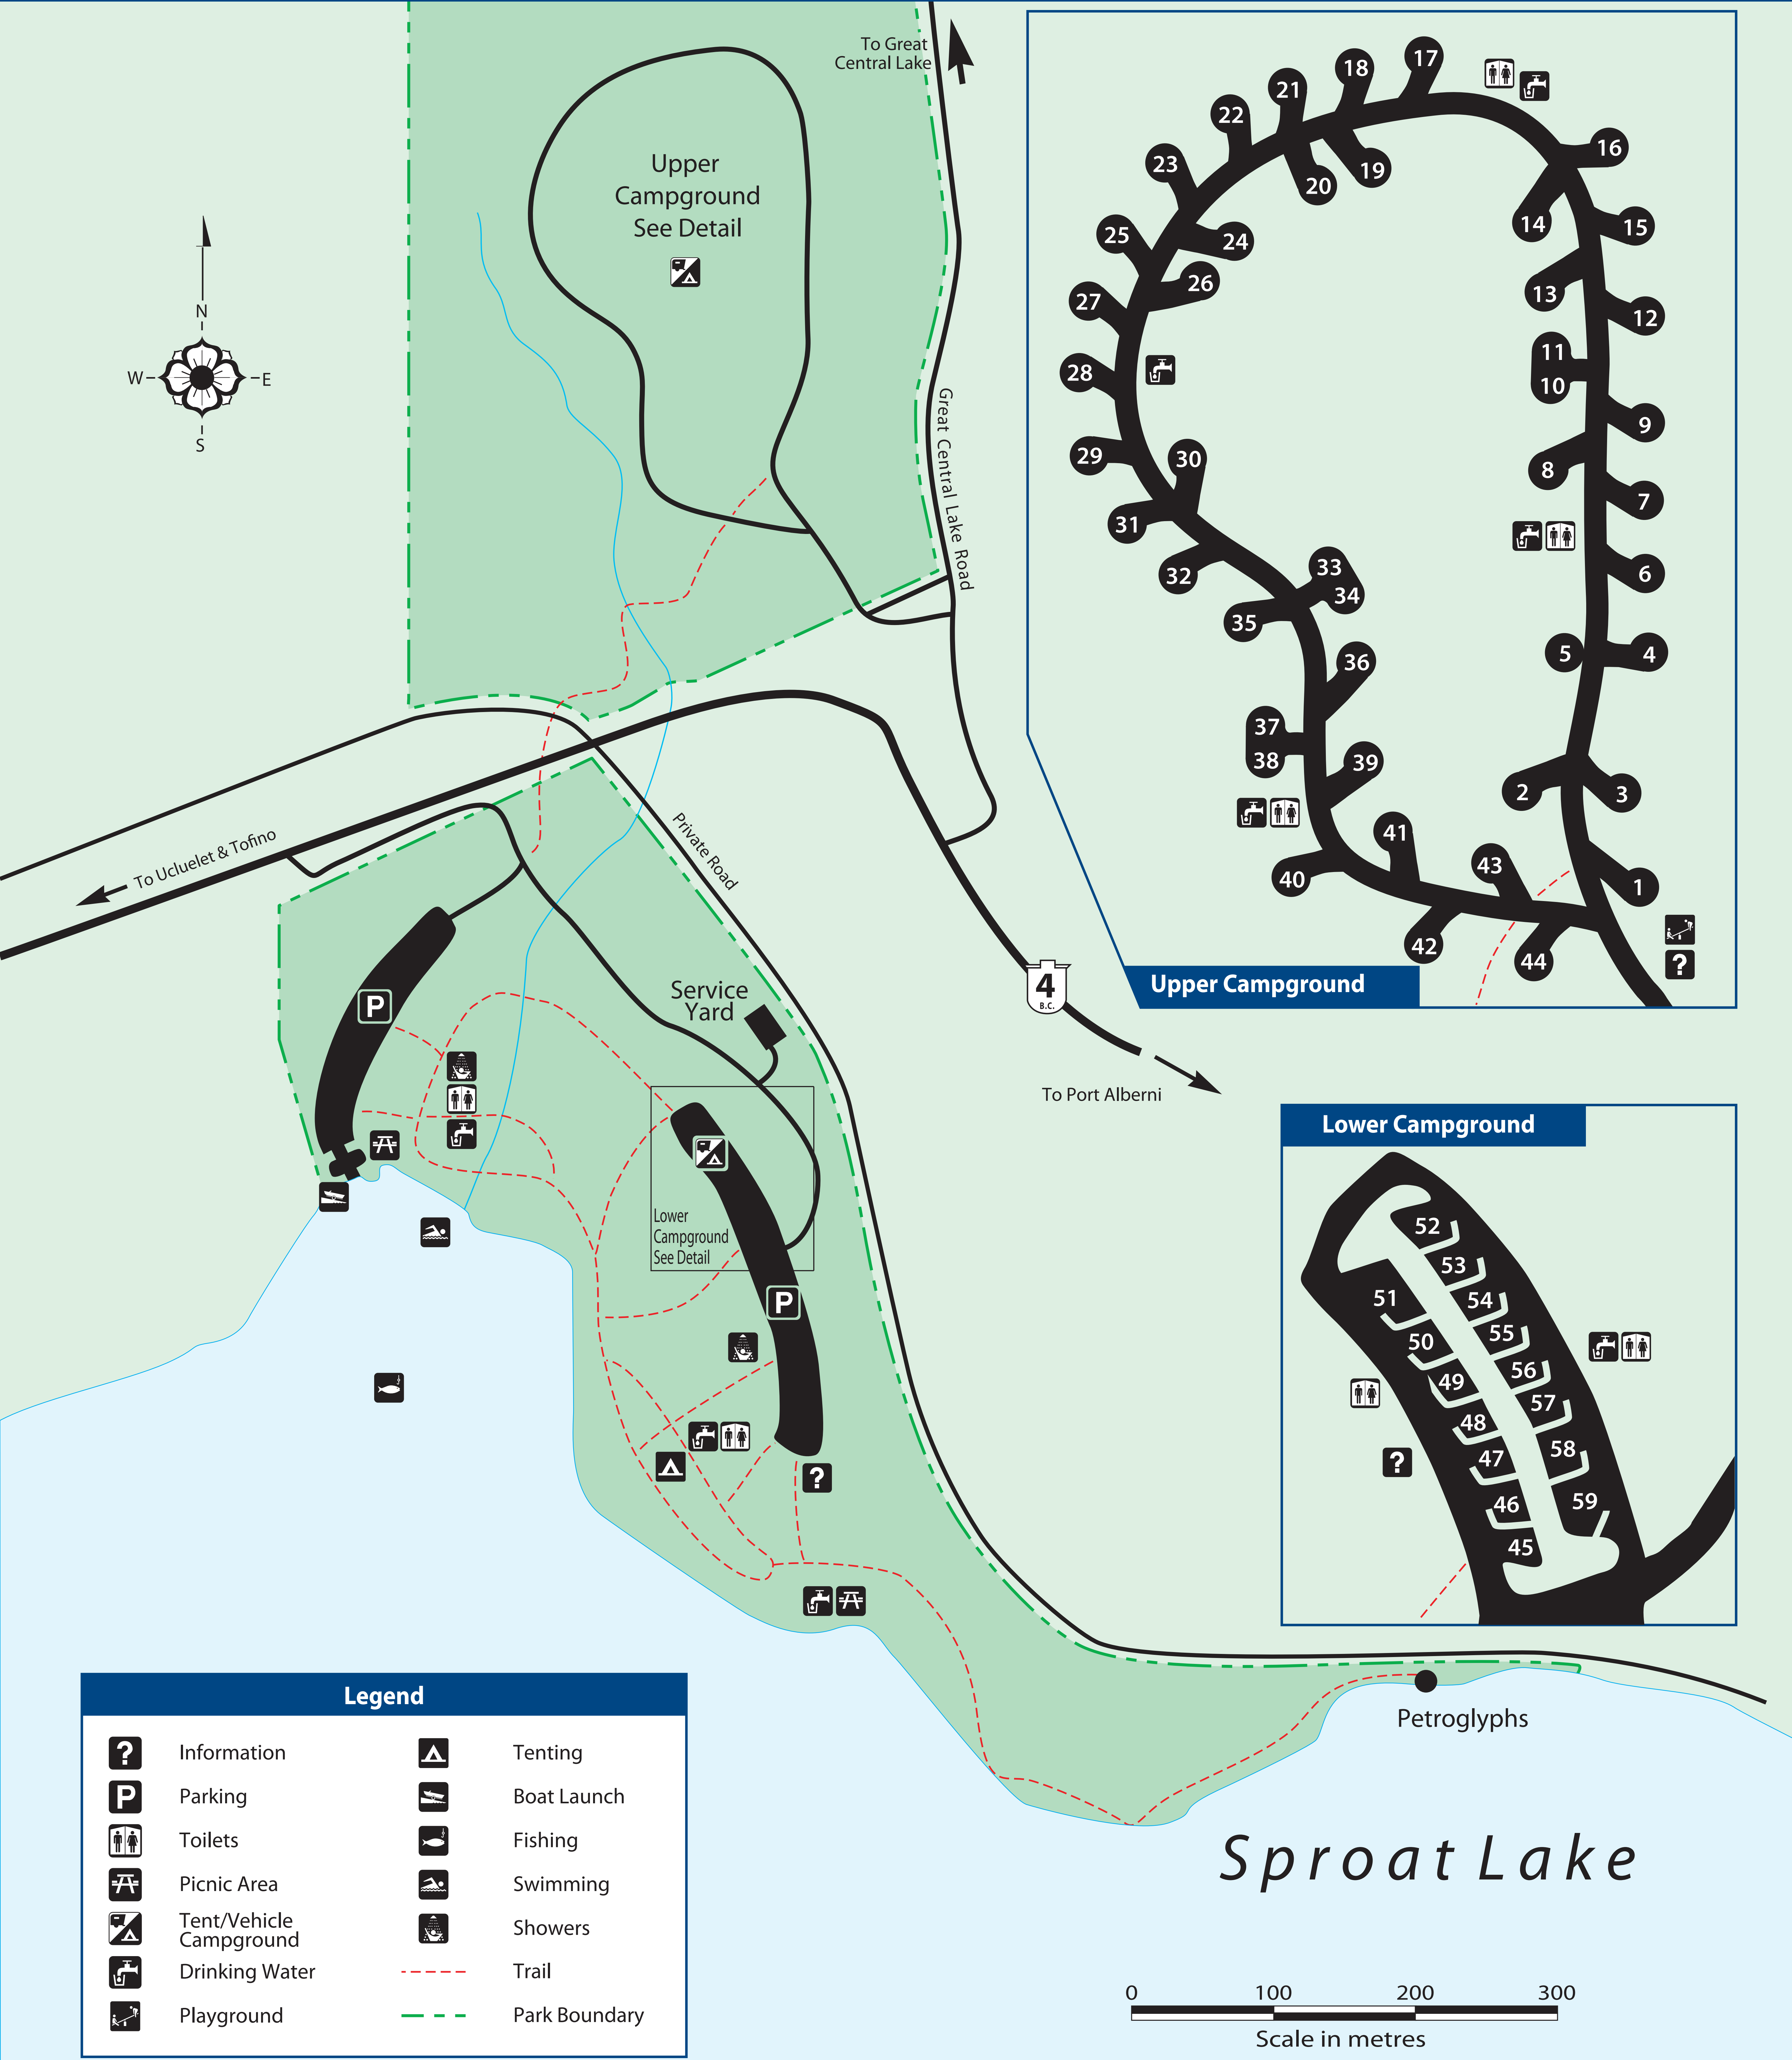 To Great
Central Lake
Upper
Campground
See Detail
N
W
E
S
Great Central Lake Road
Private Road
To Ucluelet & Tofino
P
Service
Yard
4
B.C.
To Port Alberni
Lower
Campground
See Detail
P
?
Petroglyphs
Sproat Lake
17
18
21
22
16
19
23
20
14
15
25
24
26
13
27
12
11
28
10
9
29
30
8
7
31
33
6
32
34
35
5
4
36
37
38
39
2
3
41
43
40
1
42
44
?
Upper Campground
Lower Campground
52
53
51
54
55
50
56
49
57
48
58
47
?
59
46
45
Legend
? Information
P Parking
Toilets
Picnic Area
Tent/Vehicle
Campground
Drinking Water
Playground
Tenting
Boat Launch
Fishing
Swimming
Showers
Trail
Park Boundary
0 100 200 300
Scale in metres